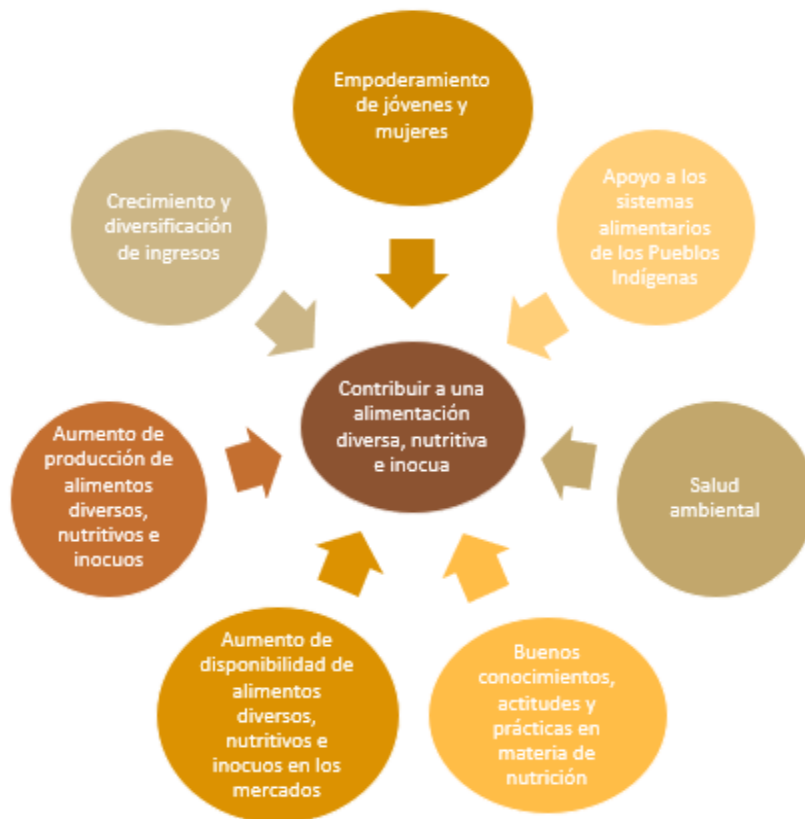 Empoderamiento
de jóvenes y
mujeres
Apoyo a los
sistemas
alimentarios
de los Pueblos
Indígenas
Crecimiento y
diversificación
de ingresos
Contribuir a una
alimentación
diversa, nutritiva
e inocua
Aumento de
producción de
alimentos
diversos,
nutritivos e
inocuos
Salud
ambiental
Aumento de
disponibilidad de
alimentos
diversos,
nutritivos e
inocuos en los
mercados
Buenos
conocimientos,
actitudes y
prácticas en
materia de
nutrición